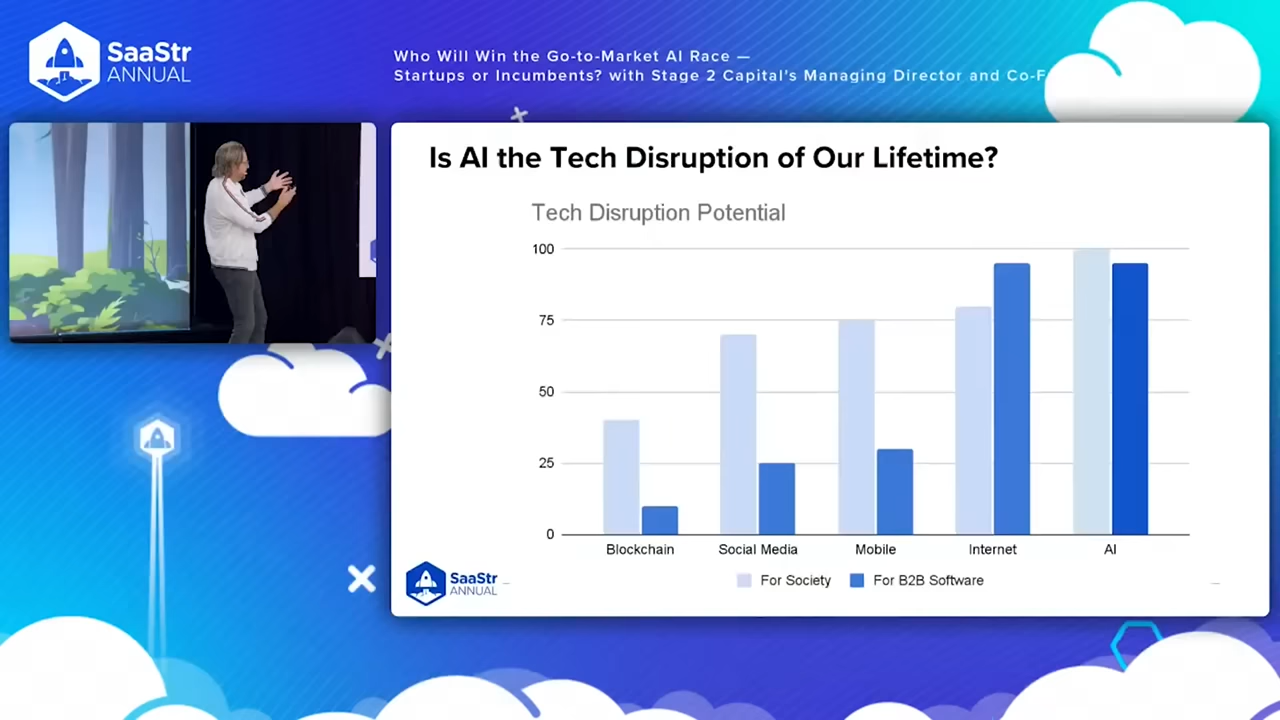 SaaStr
ANNUAL
Who Will Win the Go-to-Market AI Race —
Startups or Incumbents? with Stage 2 Capital's Managing Director and Co-F
Is AI the Tech Disruption of Our Lifetime?
Tech Disruption Potential
100
75
50
25
0
Blockchain Social Media Mobile Internet AI
For Society For B2B Software
SaaStr
ANNUAL